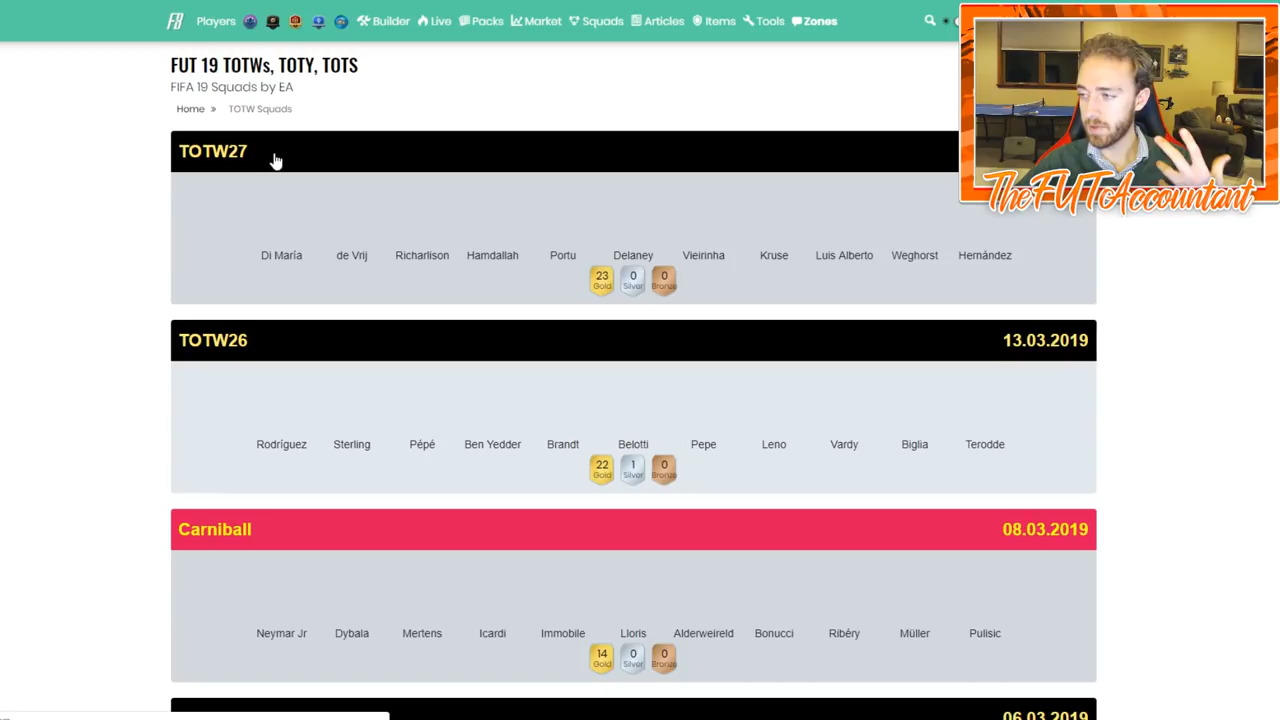 FB Players Builder Live Packs Market Squads Articles Items Tools Zones
FUT 19 TOTWs, TOTY, TOTS
FIFA 19 Squads by EA
Home » TOTW Squads
TheFUTAccountant
TOTW27
Di María de Vrij Richarlison Hamdallah Portu Delaney Vieirinha Kruse Luis Alberto Weghorst Hernández
23 0 0
Gold Silver Bronze
TOTW26 13.03.2019
Rodríguez Sterling Pépé Ben Yedder Brandt Belotti Pepe Leno Vardy Biglia Terodde
22 1 0
Gold Silver Bronze
Carniball 08.03.2019
Neymar Jr Dybala Mertens Icardi Immobile Lloris Alderweireld Bonucci Ribéry Müller Pulisic
14 0 0
Gold Silver Bronze
06.03.2019